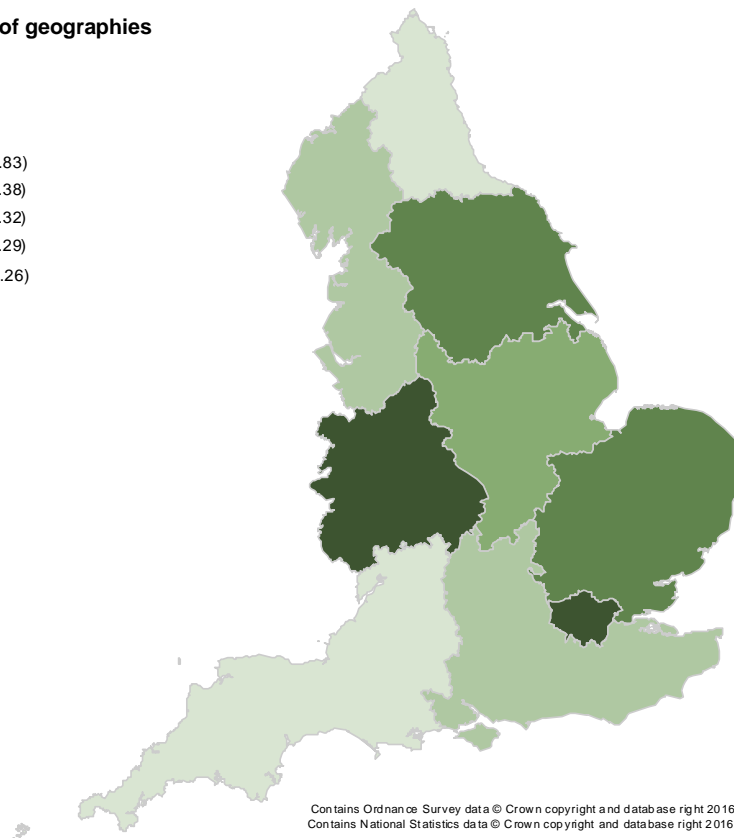 of geographies
.83)
.38)
.32)
.29)
.26)
Contains Ordnance Survey data © Crown copyright and database right 2016
Contains National Statistics data © Crown copyright and database right 2016